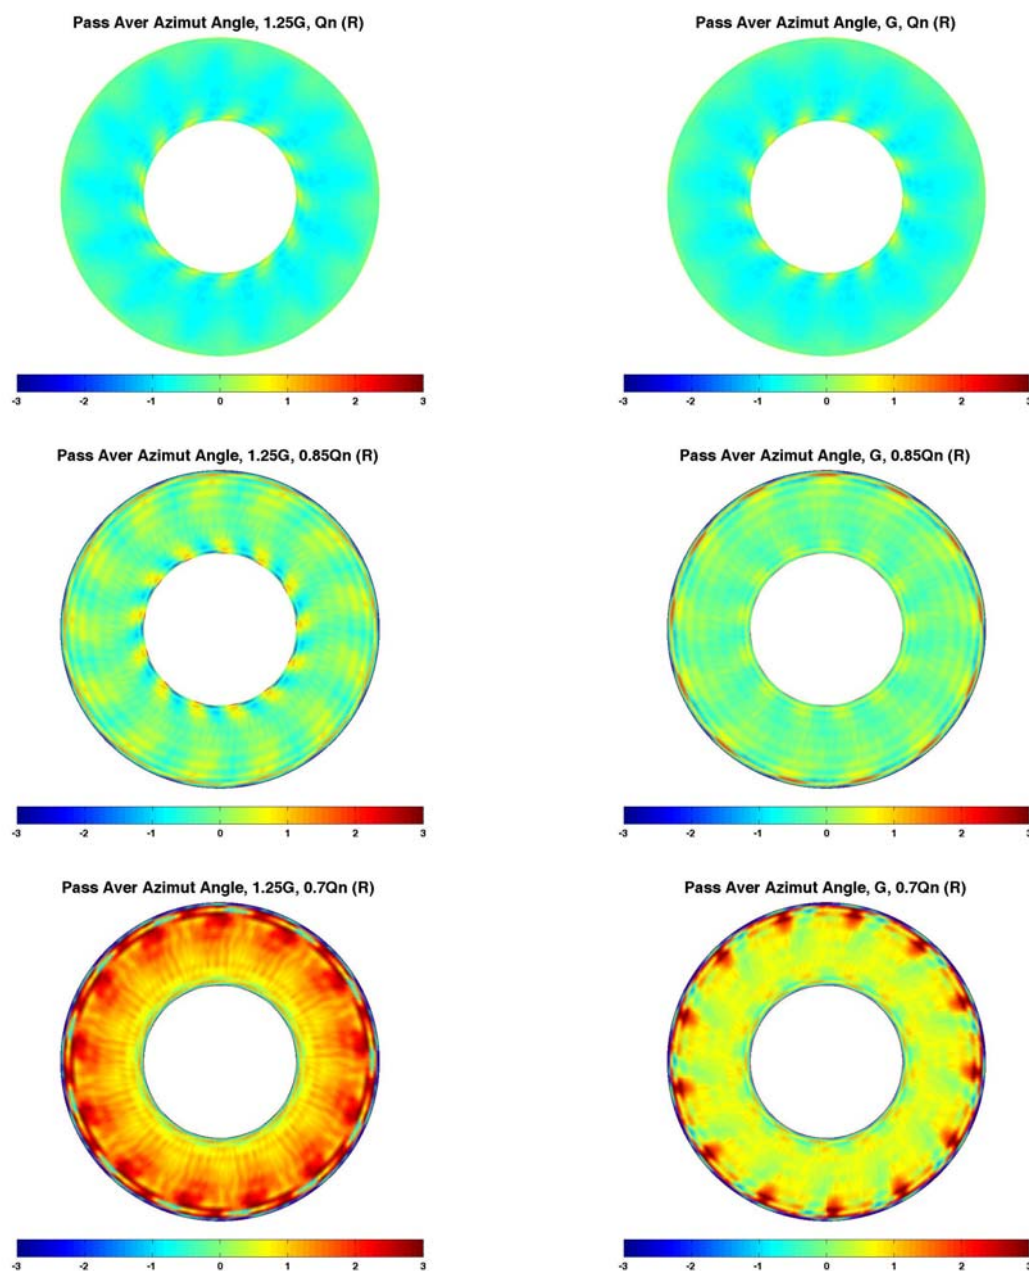 Pass Aver Azimut Angle, 1.25G, Qn (R)
Pass Aver Azimut Angle, G, Qn (R)
-3 -2 -1 0 1 2 3
-3 -2 -1 0 1 2 3
Pass Aver Azimut Angle, 1.25G, 0.85Qn (R)
Pass Aver Azimut Angle, G, 0.85Qn (R)
-3 -2 -1 0 1 2 3
-3 -2 -1 0 1 2 3
Pass Aver Azimut Angle, 1.25G, 0.7Qn (R)
Pass Aver Azimut Angle, G, 0.7Qn (R)
-3 -2 -1 0 1 2 3
-3 -2 -1 0 1 2 3